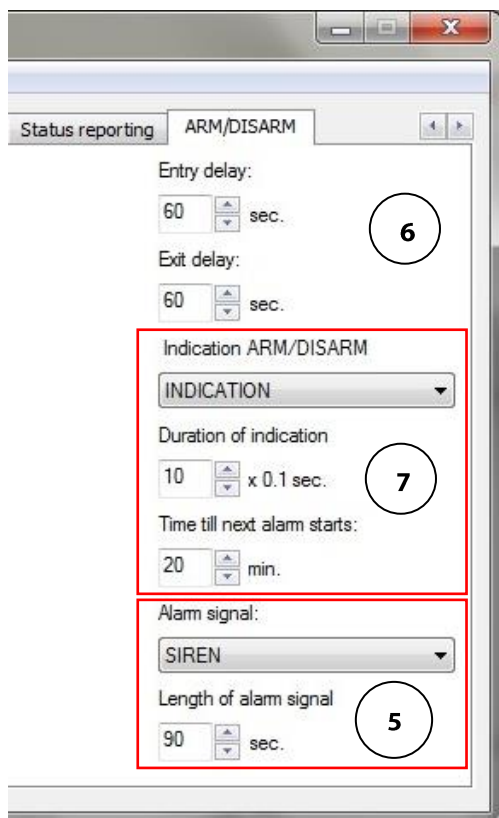 Status reporting ARM/DISARM
Entry delay:
60 sec.
6
Exit delay:
60 sec.
Indication ARM/DISARM
INDICATION
Duration of indication
10 x 0.1 sec.
7
Time till next alarm starts:
20 min.
Alarm signal:
SIREN
Length of alarm signal
5
90 sec.